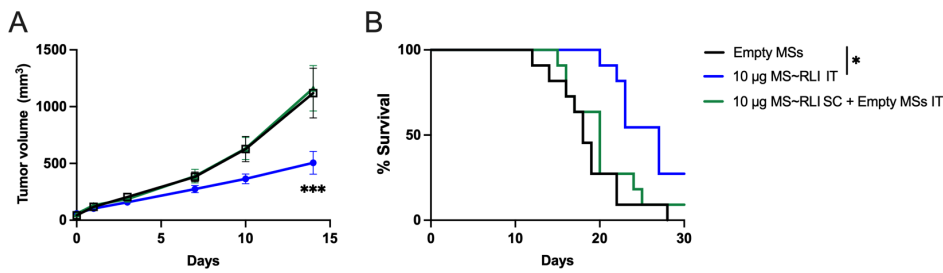 A
Tumor volume (mm³)
1500
1000
500
0
0
5
10
15
Days
***
B
% Survival
100
50
0
0
10
20
30
Days
Empty MSs
10 µg MS~RLI IT
10 µg MS~RLI SC + Empty MSs IT
*